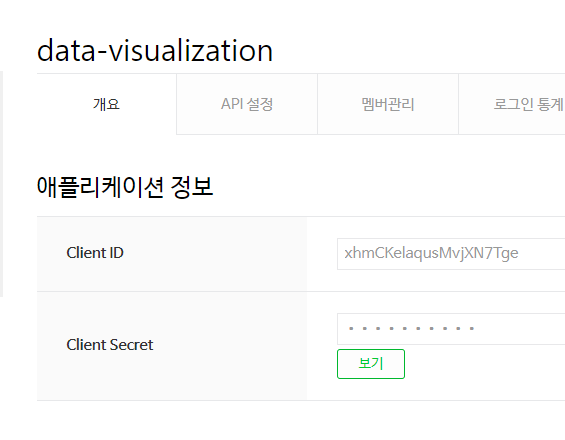 data-visualization
개요 API 설정 멤버관리 로그인 통계
애플리케이션 정보
Client ID xhmCKelaqusMvjXN7Tge
Client Secret ••••••••••
보기